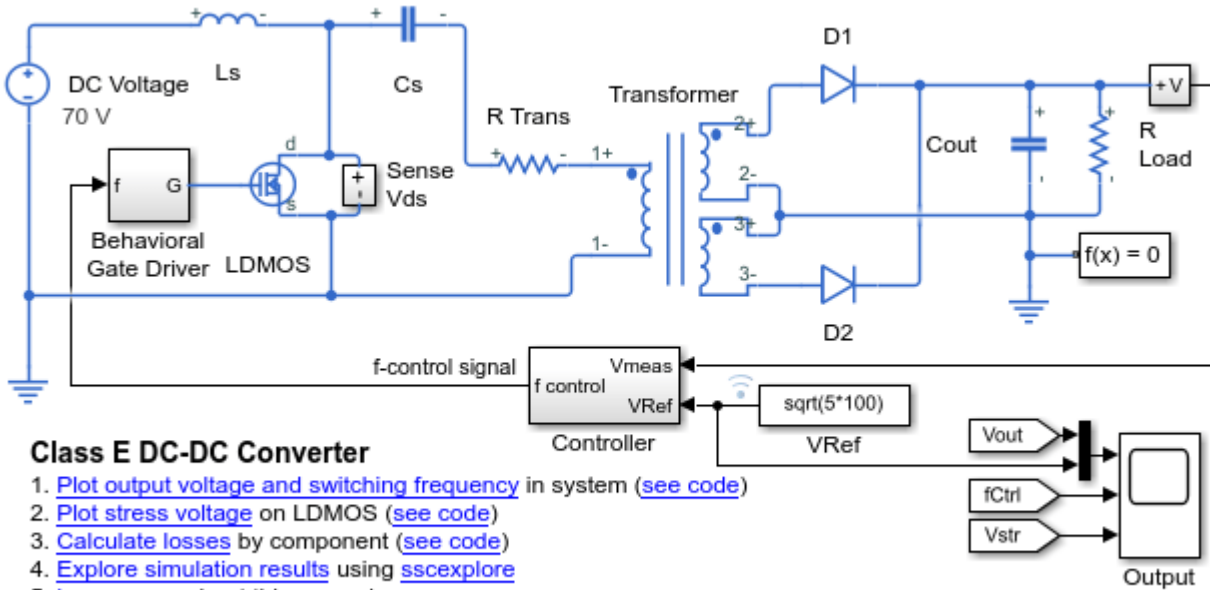 + - + - D1
DC Voltage Ls Cs
70 V
Transformer
+V
2+
R Trans
+ - 1+
Cout
+ +
R
Load
d
Sense
Vds
+
-
f G
s
2-
- -
3+
Behavioral
Gate Driver
LDMOS
1-
3-
f(x) = 0
D2
f-control signal
Vmeas
f control
VRef
sqrt(5*100)
Controller
VRef
Vout
fCtrl
Vstr
Output
Class E DC-DC Converter
1. Plot output voltage and switching frequency in system (see code)
2. Plot stress voltage on LDMOS (see code)
3. Calculate losses by component (see code)
4. Explore simulation results using sscexplore